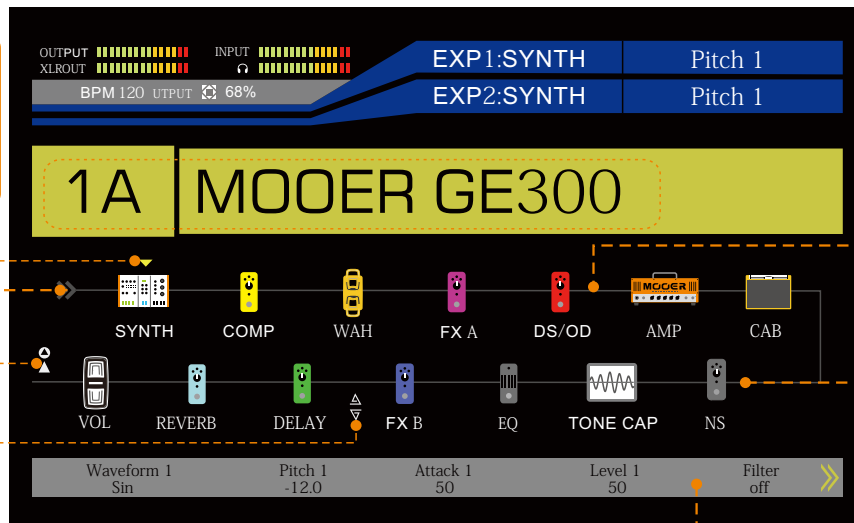 OUTPUT INPUT
XLROUT
BPM 120 UTPUT 68%
EXP1:SYNTH Pitch 1
EXP2:SYNTH Pitch 1
1A MOOER GE300
MOOER
SYNTH COMP WAH FX A DS/OD AMP CAB
VOL REVERB DELAY FX B EQ TONE CAP NS
Waveform 1 Pitch 1 Attack 1 Level 1 Filter
Sin -12.0 50 50 off